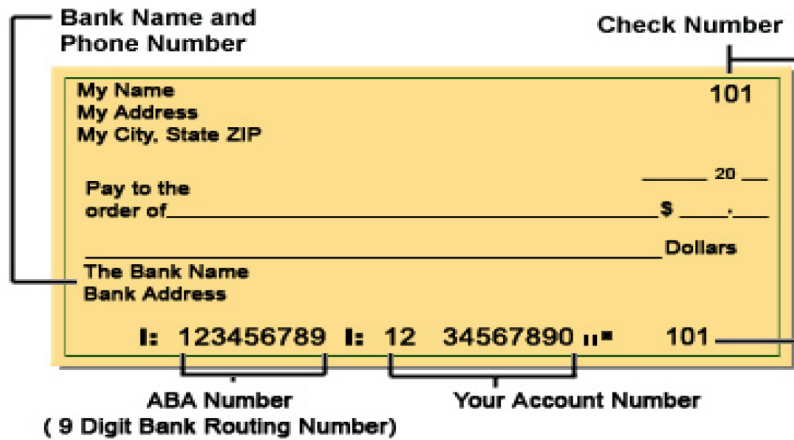 Bank Name and
Phone Number
Check Number
My Name
My Address
My City, State ZIP
101
20
Pay to the
order of
$ .
Dollars
The Bank Name
Bank Address
⑆ 123456789 ⑆ 12 34567890 ⑈ 101
ABA Number
( 9 Digit Bank Routing Number)
Your Account Number